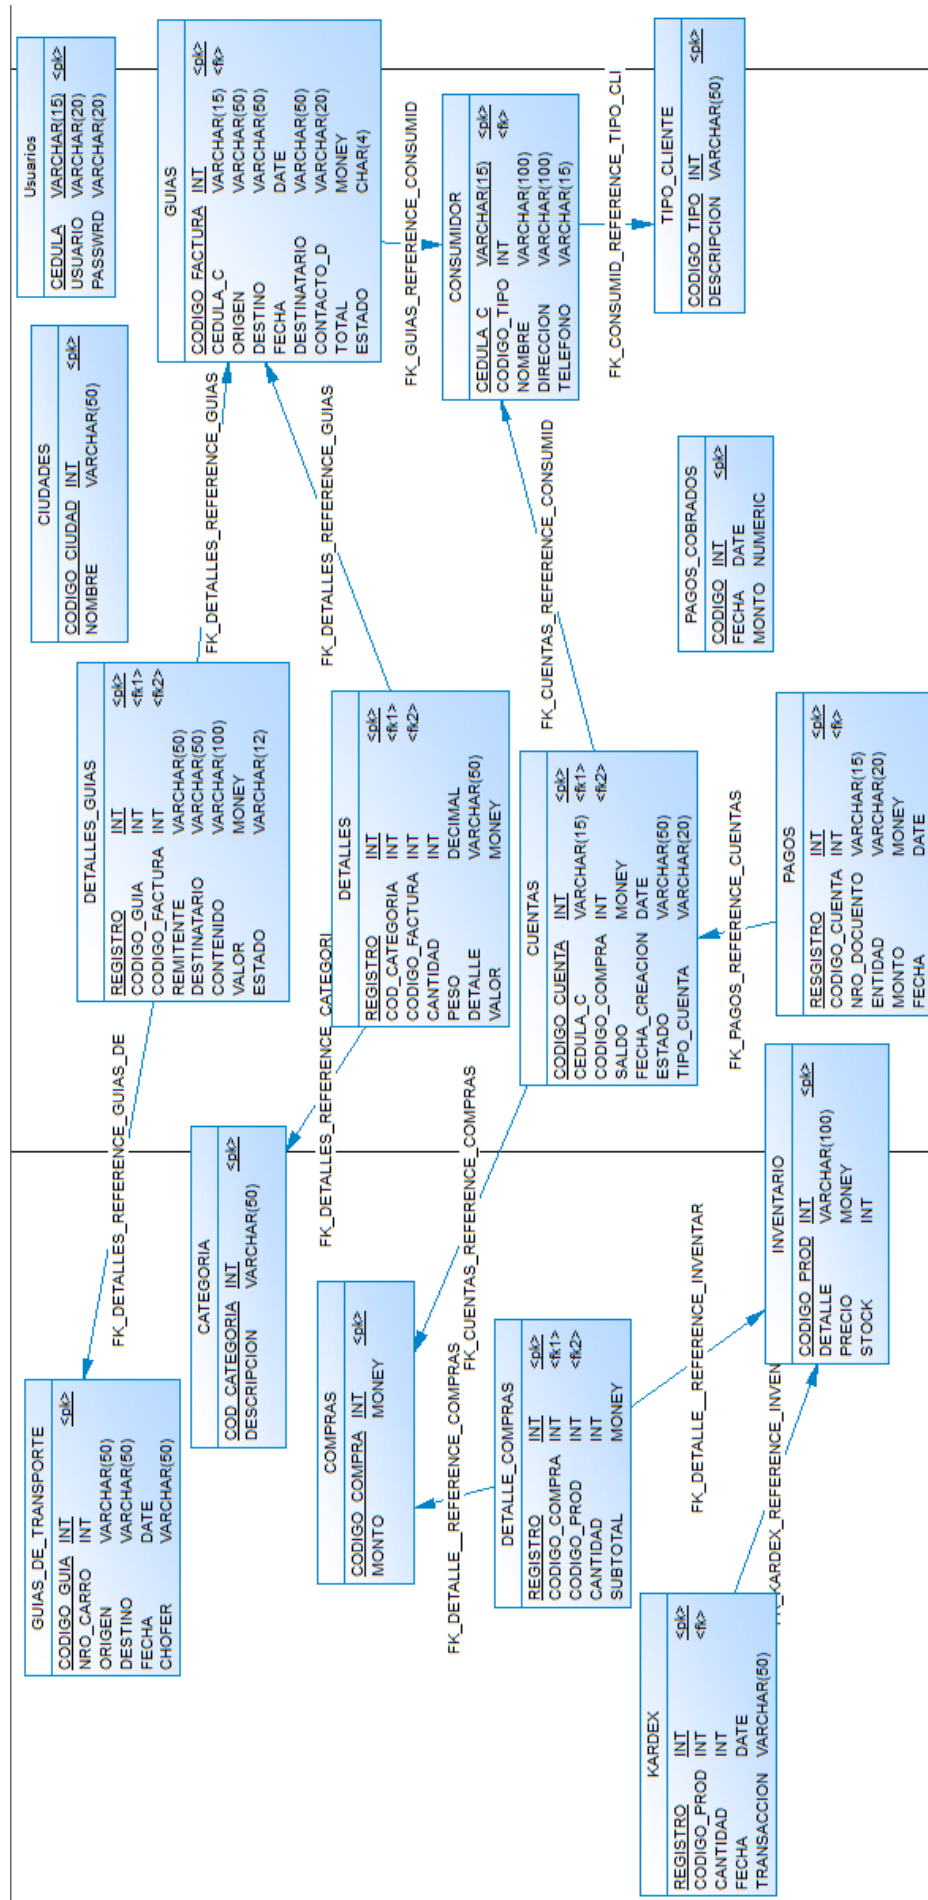 GUIAS_DE_TRANSPORTE
CODIGO_GUIA INT <pk>
NRO_CARRO INT
ORIGEN VARCHAR(50)
DESTINO VARCHAR(50)
FECHA DATE
CHOFER VARCHAR(50)
FK_DETALLES_REFERENCE_GUIAS_DE
DETALLES_GUIAS
REGISTRO INT <pk>
CODIGO_GUIA INT <fk1>
CODIGO_FACTURA INT <fk2>
REMITENTE VARCHAR(50)
DESTINATARIO VARCHAR(50)
CONTENIDO VARCHAR(100)
VALOR MONEY
ESTADO VARCHAR(12)
CIUDADES
CODIGO_CIUDAD INT <pk>
NOMBRE VARCHAR(50)
Usuarios
CEDULA VARCHAR(15) <pk>
USUARIO VARCHAR(20)
PASSWRD VARCHAR(20)
FK_DETALLES_REFERENCE_GUIAS
GUIAS
CODIGO_FACTURA INT <pk>
CEDULA_C VARCHAR(15) <fk>
ORIGEN VARCHAR(50)
DESTINO VARCHAR(50)
FECHA DATE
DESTINATARIO VARCHAR(50)
CONTACTO_D VARCHAR(20)
TOTAL MONEY
ESTADO CHAR(4)
CATEGORIA
COD_CATEGORIA INT <pk>
DESCRIPCION VARCHAR(50)
FK_DETALLES_REFERENCE_CATEGORI
DETALLES
REGISTRO INT <pk>
COD_CATEGORIA INT <fk1>
CODIGO_FACTURA INT <fk2>
CANTIDAD INT
PESO DECIMAL
DETALLE VARCHAR(50)
VALOR MONEY
FK_DETALLES_REFERENCE_GUIAS
FK_GUIAS_REFERENCE_CONSUMID
COMPRAS
CODIGO_COMPRA INT <pk>
MONTO MONEY
FK_DETALLE__REFERENCE_COMPRAS
FK_CUENTAS_REFERENCE_COMPRAS
CONSUMIDOR
CEDULA_C VARCHAR(15) <pk>
CODIGO_TIPO INT <fk>
NOMBRE VARCHAR(100)
DIRECCION VARCHAR(100)
TELEFONO VARCHAR(15)
DETALLE_COMPRAS
REGISTRO INT <pk>
CODIGO_COMPRA INT <fk1>
CODIGO_PROD INT <fk2>
CANTIDAD INT
SUBTOTAL MONEY
CUENTAS
CODIGO_CUENTA INT <pk>
CEDULA_C VARCHAR(15) <fk1>
CODIGO_COMPRA INT <fk2>
SALDO MONEY
FECHA_CREACION DATE
ESTADO VARCHAR(50)
TIPO_CUENTA VARCHAR(20)
FK_CUENTAS_REFERENCE_CONSUMID
FK_CONSUMID_REFERENCE_TIPO_CLI
KARDEX
REGISTRO INT <pk>
CODIGO_PROD INT <fk>
CANTIDAD INT
FECHA DATE
TRANSACCION VARCHAR(50)
FK_DETALLE__REFERENCE_INVENTAR
FK_KARDEX_REFERENCE_INVEN
FK_PAGOS_REFERENCE_CUENTAS
PAGOS_COBRADOS
CODIGO INT <pk>
FECHA DATE
MONTO NUMERIC
TIPO_CLIENTE
CODIGO_TIPO INT <pk>
DESCRIPCION VARCHAR(50)
INVENTARIO
CODIGO_PROD INT <pk>
DETALLE VARCHAR(100)
PRECIO MONEY
STOCK INT
PAGOS
RESGISTRO INT <pk>
CODIGO_CUENTA INT <fk>
NRO_DOCUENTO VARCHAR(15)
ENTIDAD VARCHAR(20)
MONTO MONEY
FECHA DATE